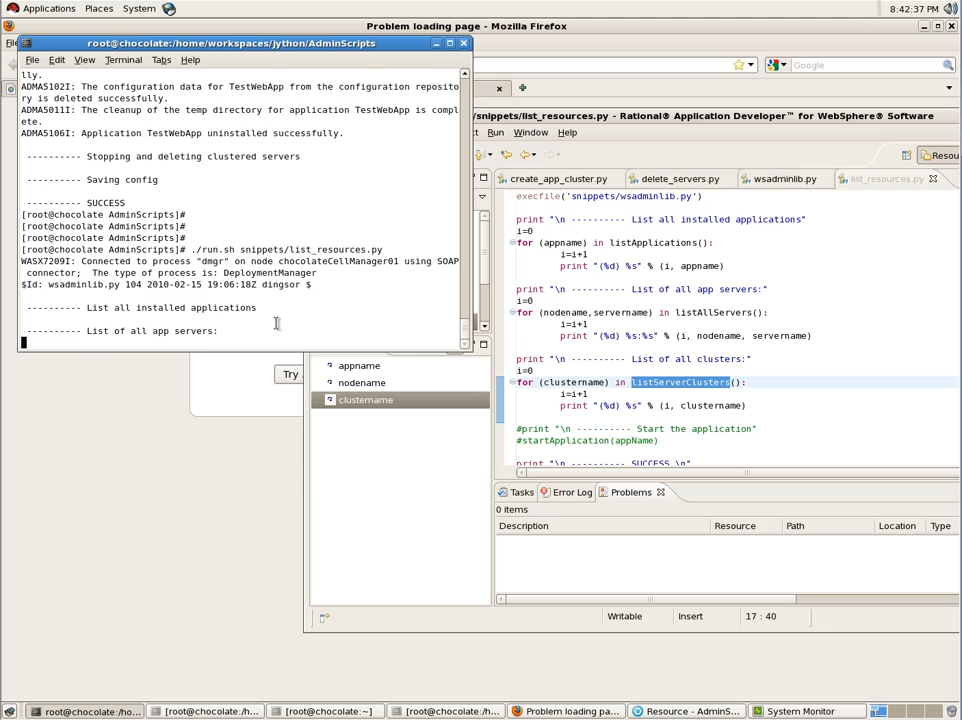 Applications Places System 8:42:37 PM
Problem loading page - Mozilla Firefox
root@chocolate:/home/workspaces/jython/AdminScripts
File Edit View Terminal Tabs Help
Google
lly.
ADMA5102I: The configuration data for TestWebApp from the configuration reposito
ry is deleted successfully.
ADMA5011I: The cleanup of the temp directory for application TestWebApp is compl
ete.
ADMA5106I: Application TestWebApp uninstalled successfully.
---------- Stopping and deleting clustered servers
---------- Saving config
---------- SUCCESS
[root@chocolate AdminScripts]#
[root@chocolate AdminScripts]#
[root@chocolate AdminScripts]#
[root@chocolate AdminScripts]# ./run.sh snippets/list_resources.py
WASX7209I: Connected to process "dmgr" on node chocolateCellManager01 using SOAP
connector;  The type of process is: DeploymentManager
$Id: wsadminlib.py 104 2010-02-15 19:06:18Z dingsor $
---------- List all installed applications
---------- List of all app servers:
Try
/snippets/list_resources.py - Rational® Application Developer™ for WebSphere® Software
Run Window Help
Resou
create_app_cluster.py delete_servers.py wsadminlib.py list_resources.py
execfile('snippets/wsadminlib.py')
print "\n ---------- List all installed applications"
i=0
for (appname) in listApplications():
i=i+1
print "(%d) %s" % (i, appname)
print "\n ---------- List of all app servers:"
i=0
for (nodename,servername) in listAllServers():
i=i+1
print "(%d) %s:%s" % (i, nodename, servername)
print "\n ---------- List of all clusters:"
i=0
for (clustername) in listServerClusters():
i=i+1
print "(%d) %s" % (i, clustername)
#print "\n ---------- Start the application"
#startApplication(appName)
print "\n ---------- SUCCESS \n"
appname
nodename
clustername
Tasks Error Log Problems
0 items
Description Resource Path Location Type
Writable Insert 17 : 40
root@chocolate:/ho... [root@chocolate:/h... [root@chocolate:~] [root@chocolate:/h... Problem loading pa... Resource - AdminS... System Monitor